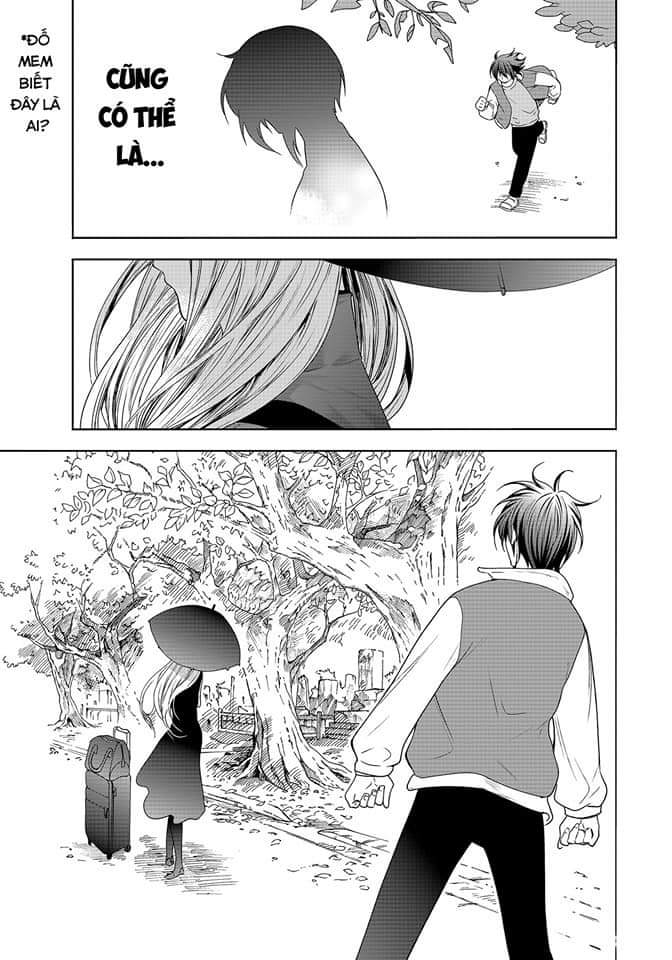 *ĐỐ
MEM
BIẾT
ĐÂY LÀ
AI?
CŨNG
CÓ THỂ
LÀ...